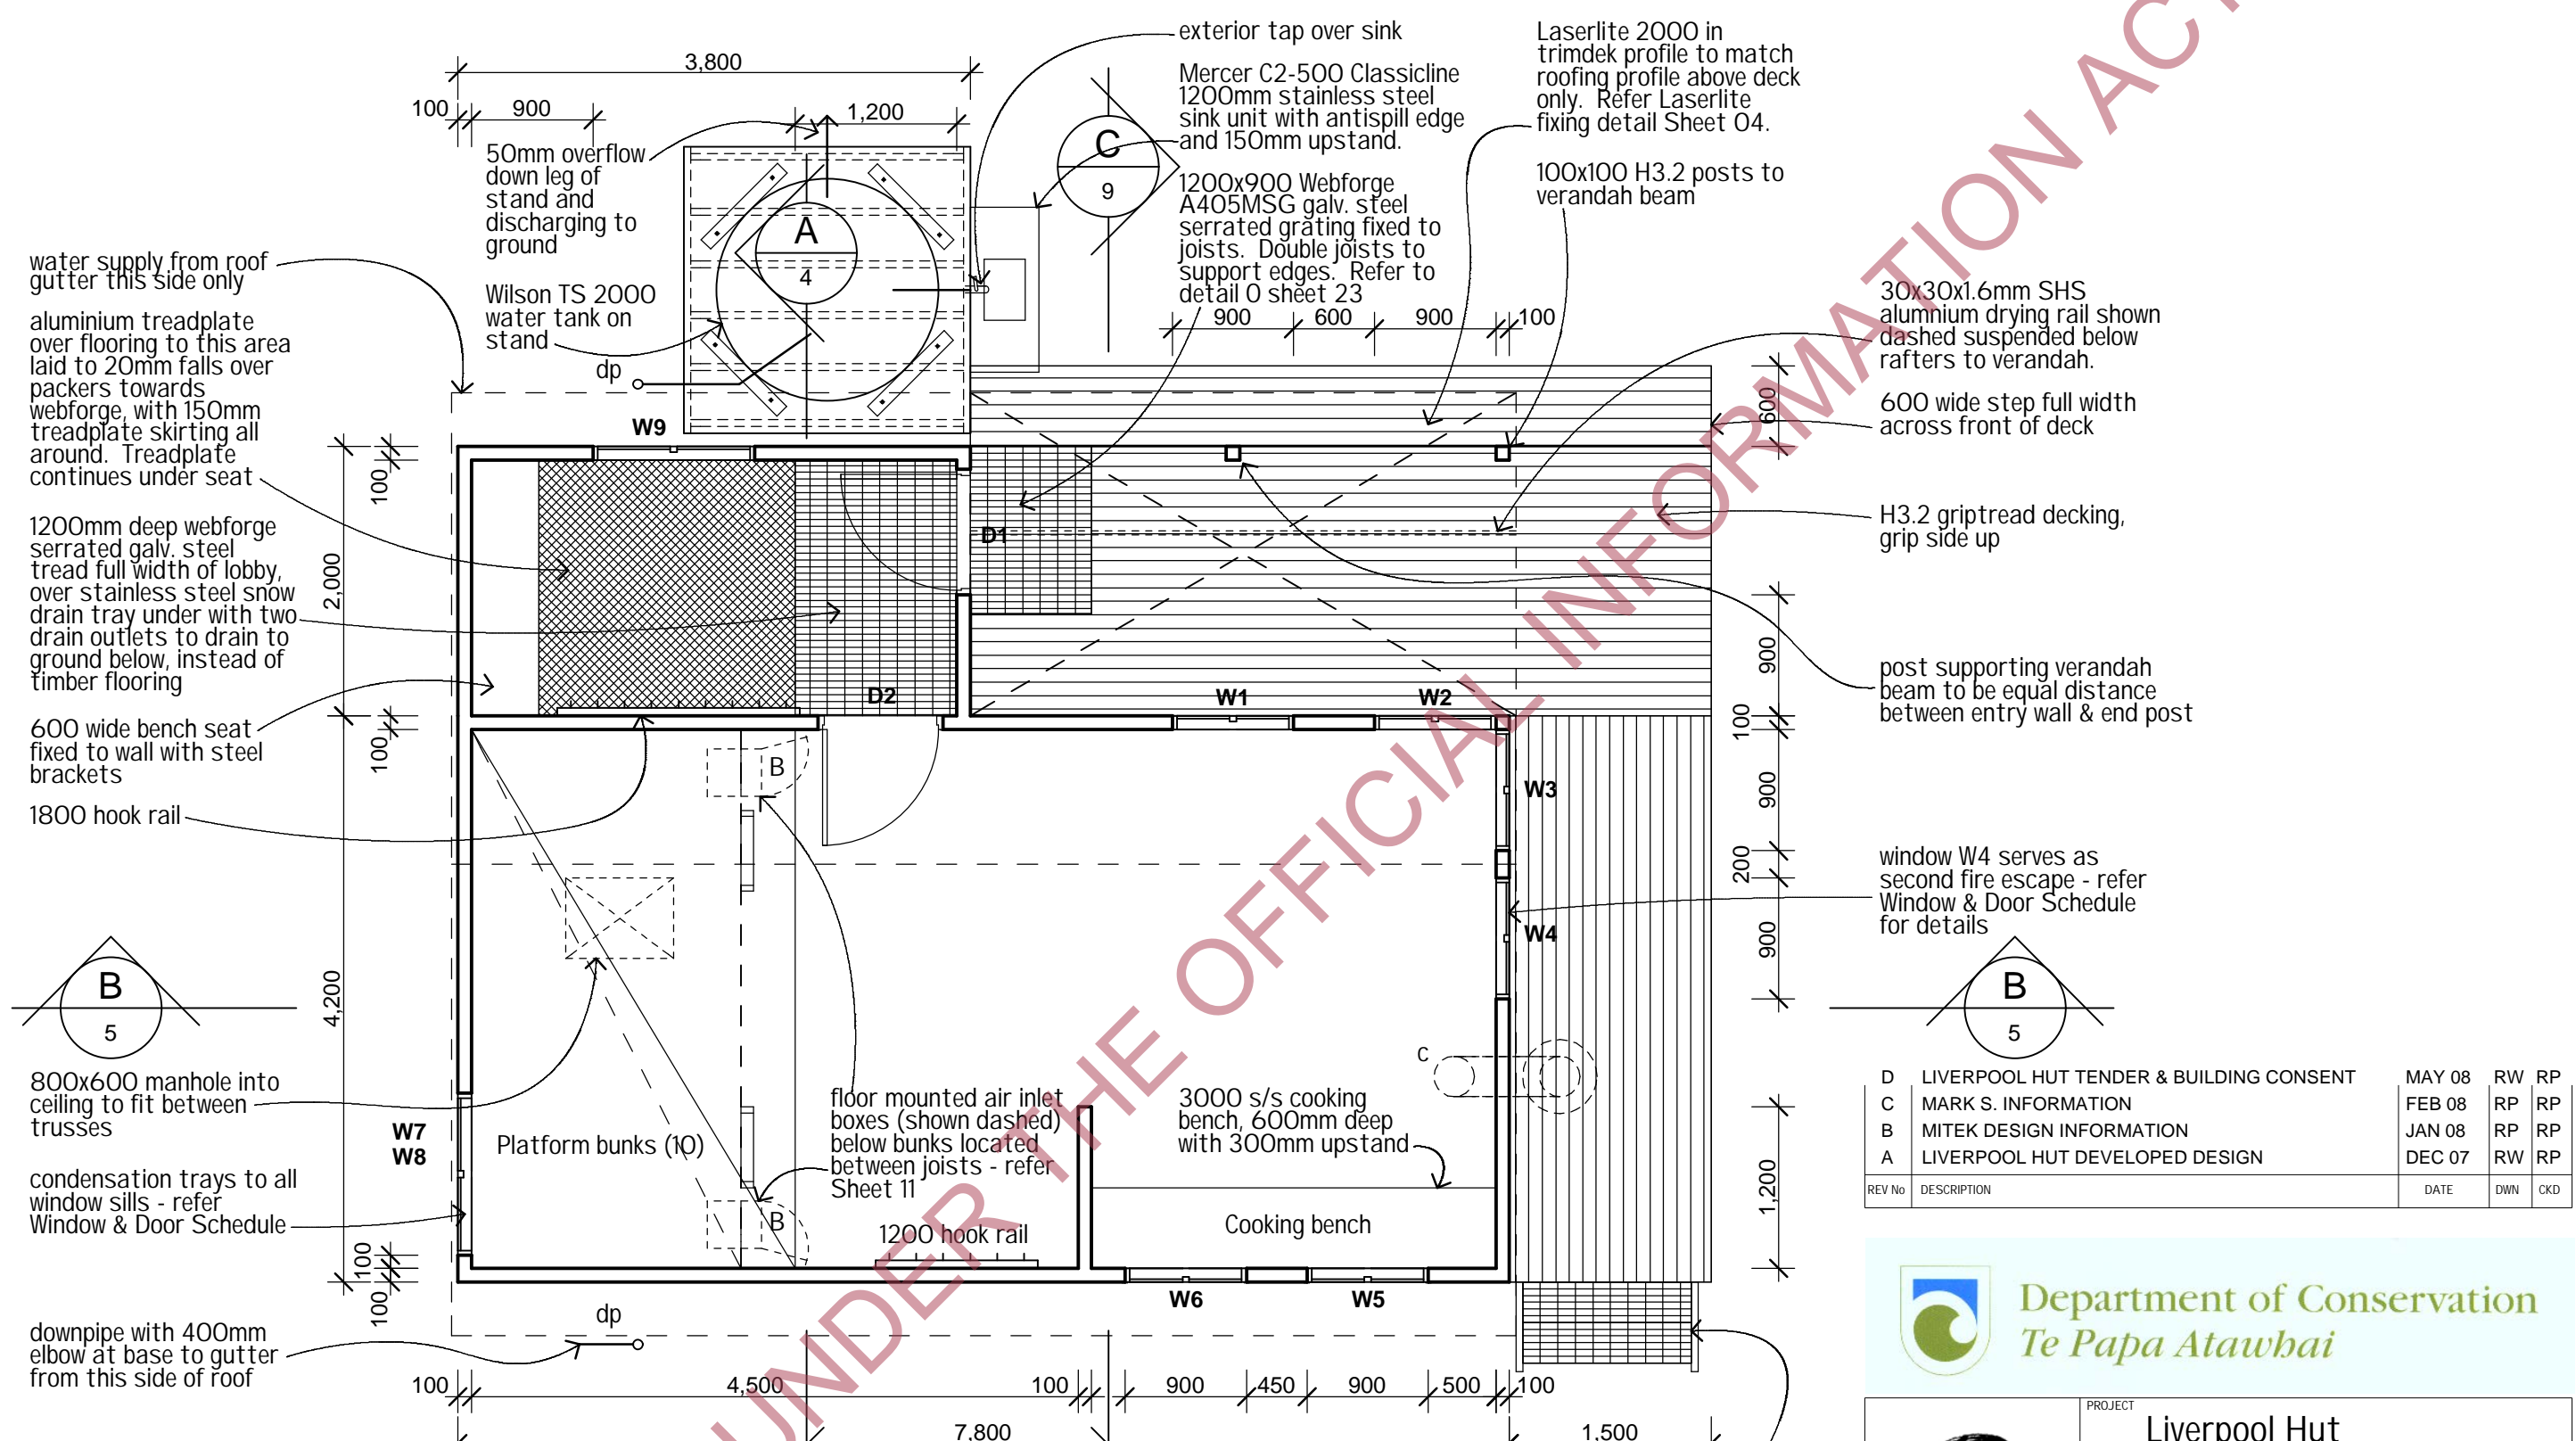 exterior tap over sink
Mercer C2-500 Classicline
1200mm stainless steel
sink unit with antispill edge
and 150mm upstand.
1200x900 Webforge
A405MSG galv. steel
serrated grating fixed to
joists. Double joists to
support edges. Refer to
detail O sheet 23
Laserlite 2000 in
trimdek profile to match
roofing profile above deck
only. Refer Laserlite
fixing detail Sheet 04.
100x100 H3.2 posts to
verandah beam
3,800
100
900
1,200
50mm overflow
down leg of
stand and
discharging to
ground
Wilson TS 2000
water tank on
stand
dp
A
4
C
9
900
600
900
100
water supply from roof
gutter this side only
aluminium treadplate
over flooring to this area
laid to 20mm falls over
packers towards
webforge, with 150mm
treadplate skirting all
around. Treadplate
continues under seat
1200mm deep webforge
serrated galv. steel
tread full width of lobby,
over stainless steel snow
drain tray under with two
drain outlets to drain to
ground below, instead of
timber flooring
600 wide bench seat
fixed to wall with steel
brackets
1800 hook rail
30x30x1.6mm SHS
alumnium drying rail shown
dashed suspended below
rafters to verandah.
600 wide step full width
across front of deck
H3.2 griptread decking,
grip side up
post supporting verandah
beam to be equal distance
between entry wall & end post
window W4 serves as
second fire escape - refer
Window & Door Schedule
for details
W9
D1
D2
W1
W2
W3
W4
100
2,000
100
4,200
100
100
600
900
100
900
200
900
1,200
B
5
B
5
B
B
C
800x600 manhole into
ceiling to fit between
trusses
condensation trays to all
window sills - refer
Window & Door Schedule
downpipe with 400mm
elbow at base to gutter
from this side of roof
W7
W8
Platform bunks (10)
floor mounted air inlet
boxes (shown dashed)
below bunks located
between joists - refer
Sheet 11
1200 hook rail
3000 s/s cooking
bench, 600mm deep
with 300mm upstand
Cooking bench
W6
W5
dp
100
4,500
100
900
450
900
500
100
7,800
1,500
D LIVERPOOL HUT TENDER & BUILDING CONSENT MAY 08 RW RP
C MARK S. INFORMATION FEB 08 RP RP
B MITEK DESIGN INFORMATION JAN 08 RP RP
A LIVERPOOL HUT DEVELOPED DESIGN DEC 07 RW RP
REV No DESCRIPTION DATE DWN CKD
Department of Conservation
Te Papa Atawhai
PROJECT
Liverpool Hut
UNDER THE OFFICIAL INFORMATION ACT